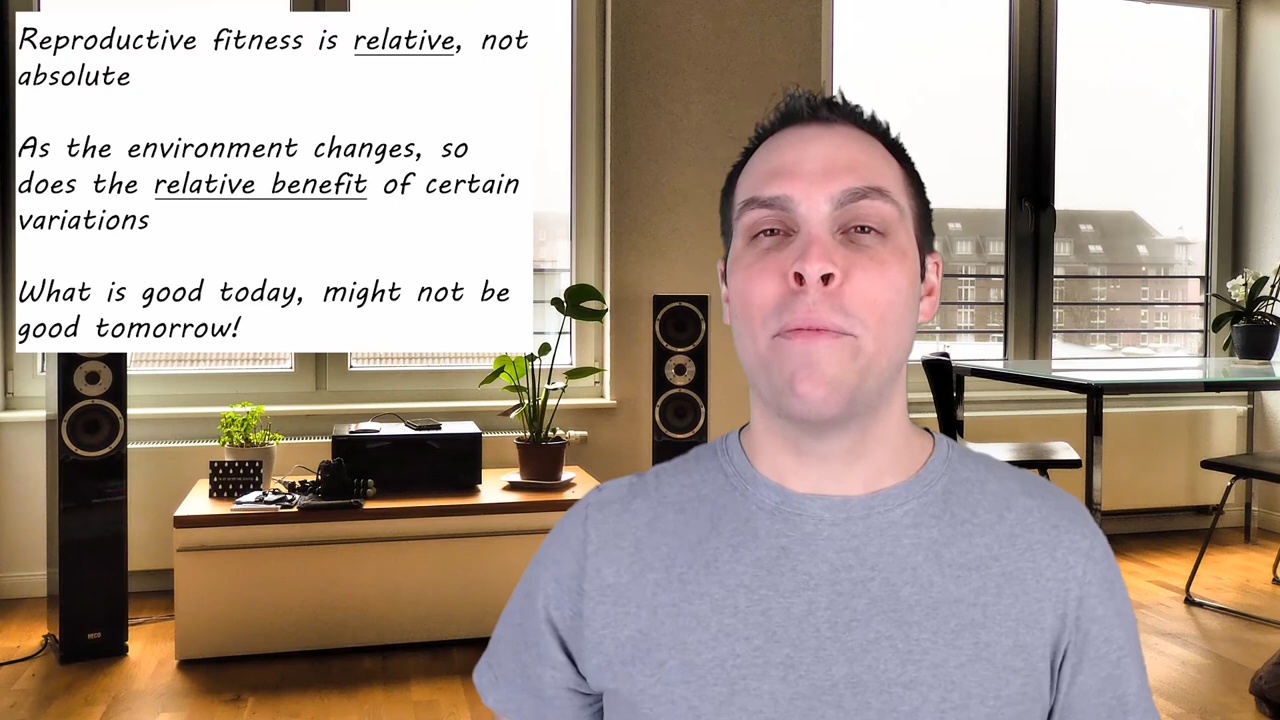 Reproductive fitness is relative, not
absolute
As the environment changes, so
does the relative benefit of certain
variations
What is good today, might not be
good tomorrow!
HECO